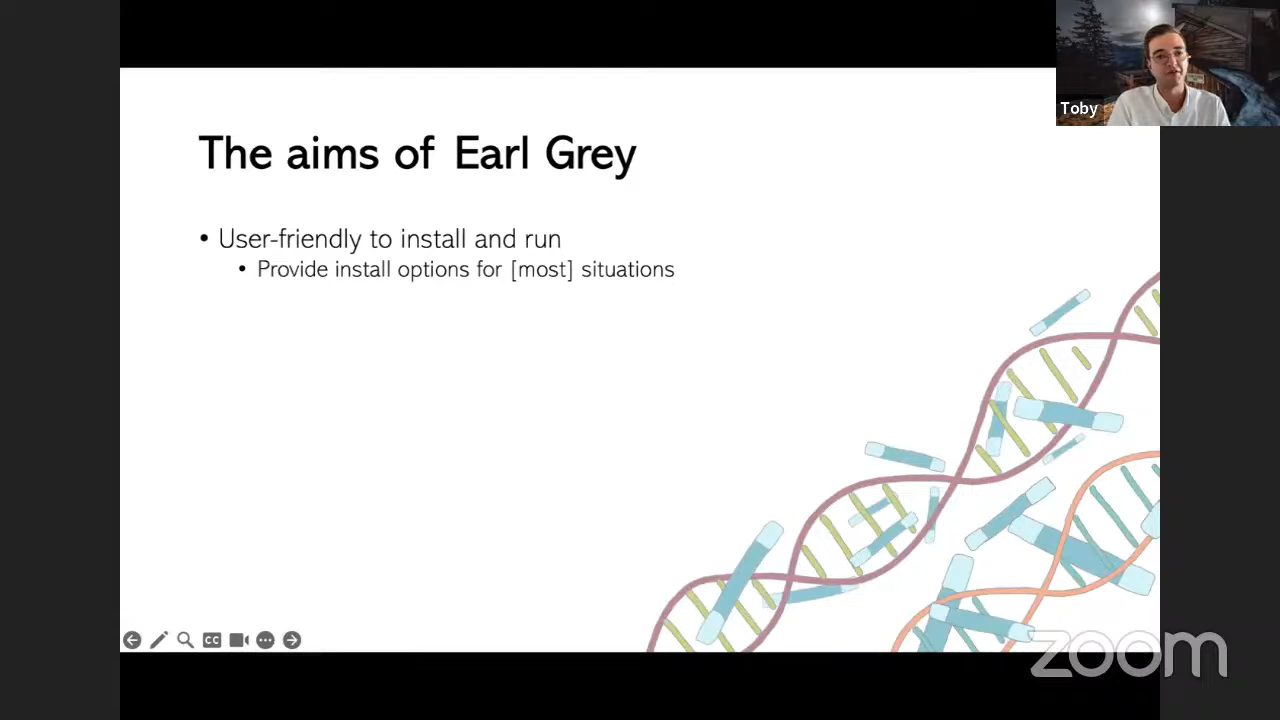 Toby
The aims of Earl Grey
• User-friendly to install and run
• Provide install options for [most] situations
CC
zoom